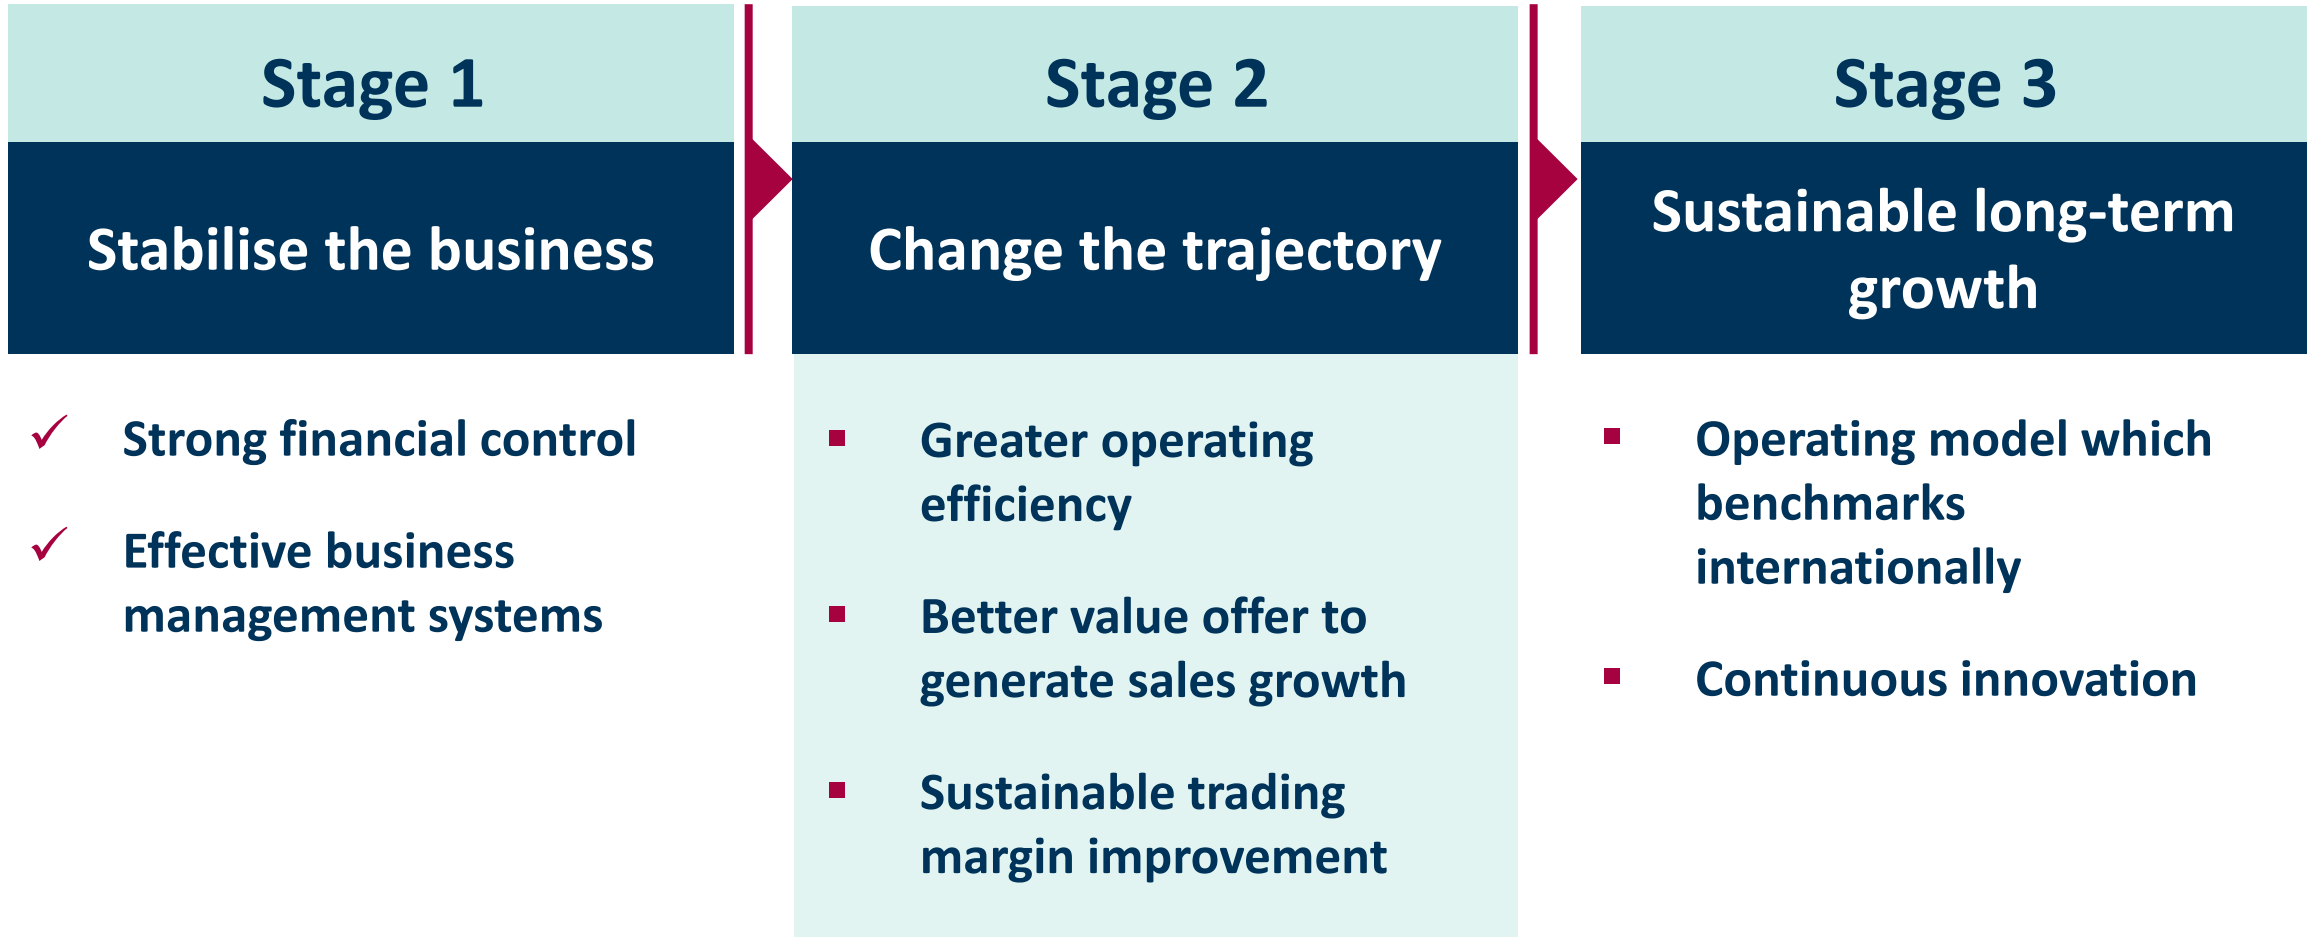 Stage 1
Stabilise the business
Strong financial control
Effective business
management systems
Stage 2
Change the trajectory
Greater operating
efficiency
Better value offer to
generate sales growth
Sustainable trading
margin improvement
Stage 3
Sustainable long-term
growth
Operating model which
benchmarks
internationally
Continuous innovation